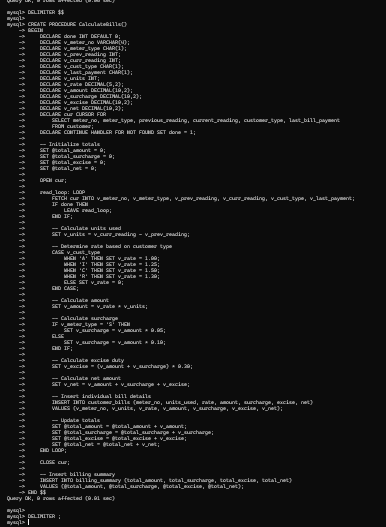 Query OK, 0 rows affected (0.00 sec)
mysql> DELIMITER $$
mysql>
mysql> CREATE PROCEDURE CalculateBills()
-> BEGIN
->     DECLARE done INT DEFAULT 0;
->     DECLARE v_meter_no VARCHAR(4);
->     DECLARE v_meter_type CHAR(1);
->     DECLARE v_prev_reading INT;
->     DECLARE v_curr_reading INT;
->     DECLARE v_cust_type CHAR(1);
->     DECLARE v_last_payment CHAR(1);
->     DECLARE v_units INT;
->     DECLARE v_rate DECIMAL(5,2);
->     DECLARE v_amount DECIMAL(10,2);
->     DECLARE v_surcharge DECIMAL(10,2);
->     DECLARE v_excise DECIMAL(10,2);
->     DECLARE v_net DECIMAL(10,2);
->     DECLARE cur CURSOR FOR
->         SELECT meter_no, meter_type, previous_reading, current_reading, customer_type, last_bill_payment
->         FROM customer;
->     DECLARE CONTINUE HANDLER FOR NOT FOUND SET done = 1;
->
->     -- Initialize totals
->     SET @total_amount = 0;
->     SET @total_surcharge = 0;
->     SET @total_excise = 0;
->     SET @total_net = 0;
->
->     OPEN cur;
->
->     read_loop: LOOP
->         FETCH cur INTO v_meter_no, v_meter_type, v_prev_reading, v_curr_reading, v_cust_type, v_last_payment;
->         IF done THEN
->             LEAVE read_loop;
->         END IF;
->
->         -- Calculate units used
->         SET v_units = v_curr_reading - v_prev_reading;
->
->         -- Determine rate based on customer type
->         CASE v_cust_type
->             WHEN 'A' THEN SET v_rate = 1.00;
->             WHEN 'I' THEN SET v_rate = 1.25;
->             WHEN 'C' THEN SET v_rate = 1.50;
->             WHEN 'R' THEN SET v_rate = 1.30;
->             ELSE SET v_rate = 0;
->         END CASE;
->
->         -- Calculate amount
->         SET v_amount = v_rate * v_units;
->
->         -- Calculate surcharge
->         IF v_meter_type = 'S' THEN
->             SET v_surcharge = v_amount * 0.05;
->         ELSE
->             SET v_surcharge = v_amount * 0.10;
->         END IF;
->
->         -- Calculate excise duty
->         SET v_excise = (v_amount + v_surcharge) * 0.30;
->
->         -- Calculate net amount
->         SET v_net = v_amount + v_surcharge + v_excise;
->
->         -- Insert individual bill details
->         INSERT INTO customer_bills (meter_no, units_used, rate, amount, surcharge, excise, net)
->         VALUES (v_meter_no, v_units, v_rate, v_amount, v_surcharge, v_excise, v_net);
->
->         -- Update totals
->         SET @total_amount = @total_amount + v_amount;
->         SET @total_surcharge = @total_surcharge + v_surcharge;
->         SET @total_excise = @total_excise + v_excise;
->         SET @total_net = @total_net + v_net;
->     END LOOP;
->
->     CLOSE cur;
->
->     -- Insert billing summary
->     INSERT INTO billing_summary (total_amount, total_surcharge, total_excise, total_net)
->     VALUES (@total_amount, @total_surcharge, @total_excise, @total_net);
-> END $$
Query OK, 0 rows affected (0.01 sec)
mysql>
mysql> DELIMITER ;
mysql>